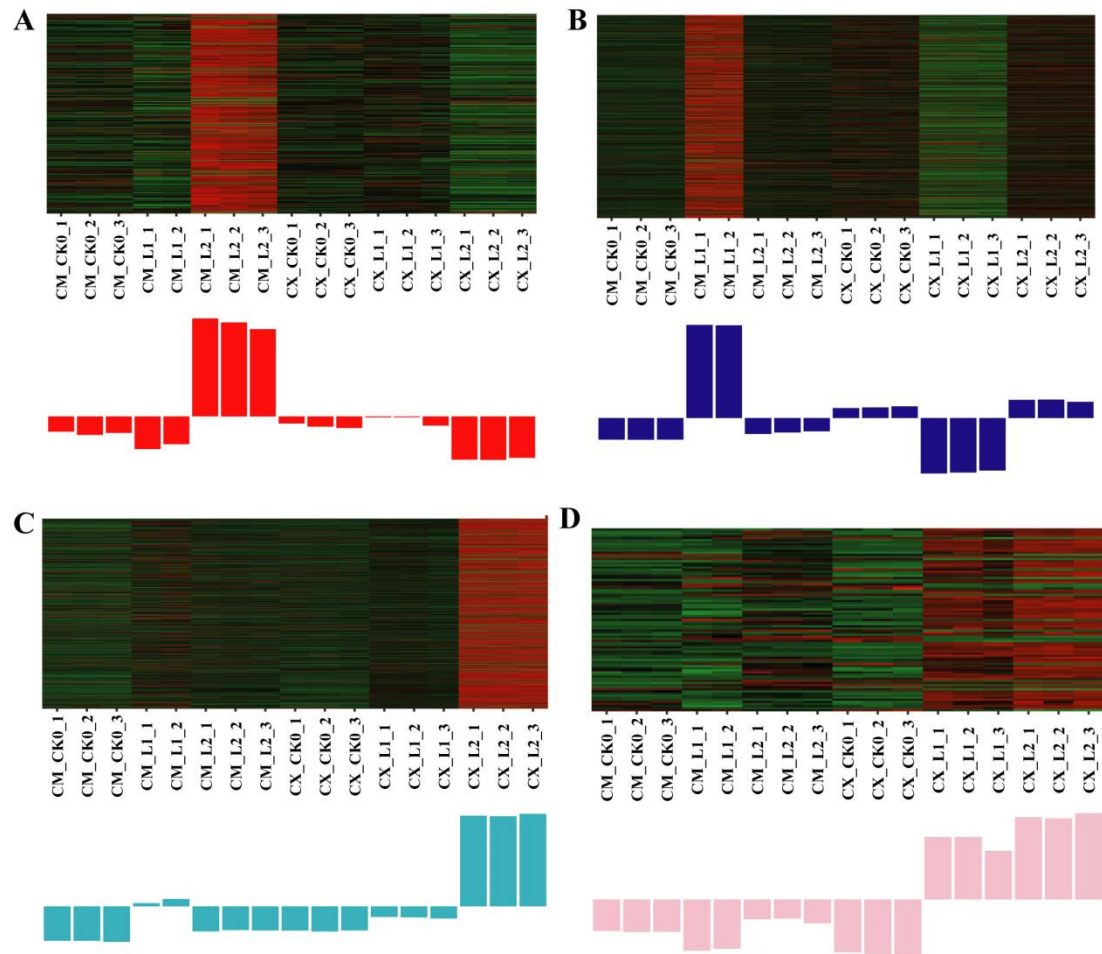 A
B
CM_CK0_1
CM_CK0_2
CM_CK0_3
CM_L1_1
CM_L1_2
CM_L2_1
CM_L2_2
CM_L2_3
CX_CK0_1
CX_CK0_2
CX_CK0_3
CX_L1_1
CX_L1_2
CX_L1_3
CX_L2_1
CX_L2_2
CX_L2_3
CM_CK0_1
CM_CK0_2
CM_CK0_3
CM_L1_1
CM_L1_2
CM_L2_1
CM_L2_2
CM_L2_3
CX_CK0_1
CX_CK0_2
CX_CK0_3
CX_L1_1
CX_L1_2
CX_L1_3
CX_L2_1
CX_L2_2
CX_L2_3
C
D
CM_CK0_1
CM_CK0_2
CM_CK0_3
CM_L1_1
CM_L1_2
CM_L2_1
CM_L2_2
CM_L2_3
CX_CK0_1
CX_CK0_2
CX_CK0_3
CX_L1_1
CX_L1_2
CX_L1_3
CX_L2_1
CX_L2_2
CX_L2_3
CM_CK0_1
CM_CK0_2
CM_CK0_3
CM_L1_1
CM_L1_2
CM_L2_1
CM_L2_2
CM_L2_3
CX_CK0_1
CX_CK0_2
CX_CK0_3
CX_L1_1
CX_L1_2
CX_L1_3
CX_L2_1
CX_L2_2
CX_L2_3